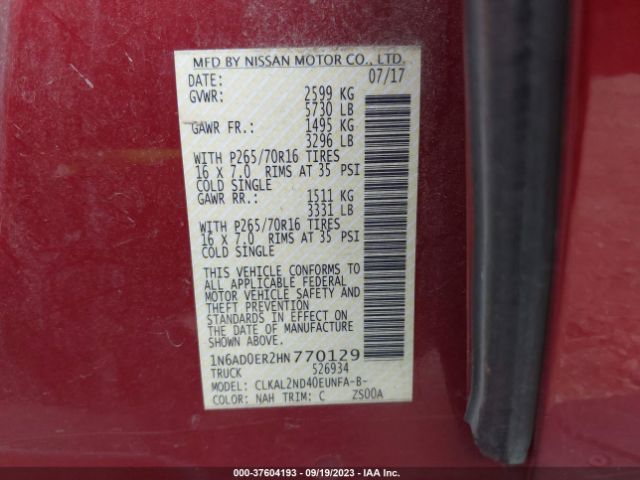 MFD BY NISSAN MOTOR CO., LTD.
DATE: 07/17
GVWR: 2599 KG
5730 LB
GAWR FR.: 1495 KG
3296 LB
WITH P265/70R16 TIRES
16 X 7.0 RIMS AT 35 PSI
COLD SINGLE
GAWR RR.: 1511 KG
3331 LB
WITH P265/70R16 TIRES
16 X 7.0 RIMS AT 35 PSI
COLD SINGLE
THIS VEHICLE CONFORMS TO
ALL APPLICABLE FEDERAL
MOTOR VEHICLE SAFETY AND
THEFT PREVENTION
STANDARDS IN EFFECT ON
THE DATE OF MANUFACTURE
SHOWN ABOVE.
1N6AD0ER2HN770129
TRUCK 526934
MODEL: CLKAL2ND40EUNFA-B-
COLOR: NAH TRIM: C ZS00A
000-37604193 - 09/19/2023 - IAA Inc.